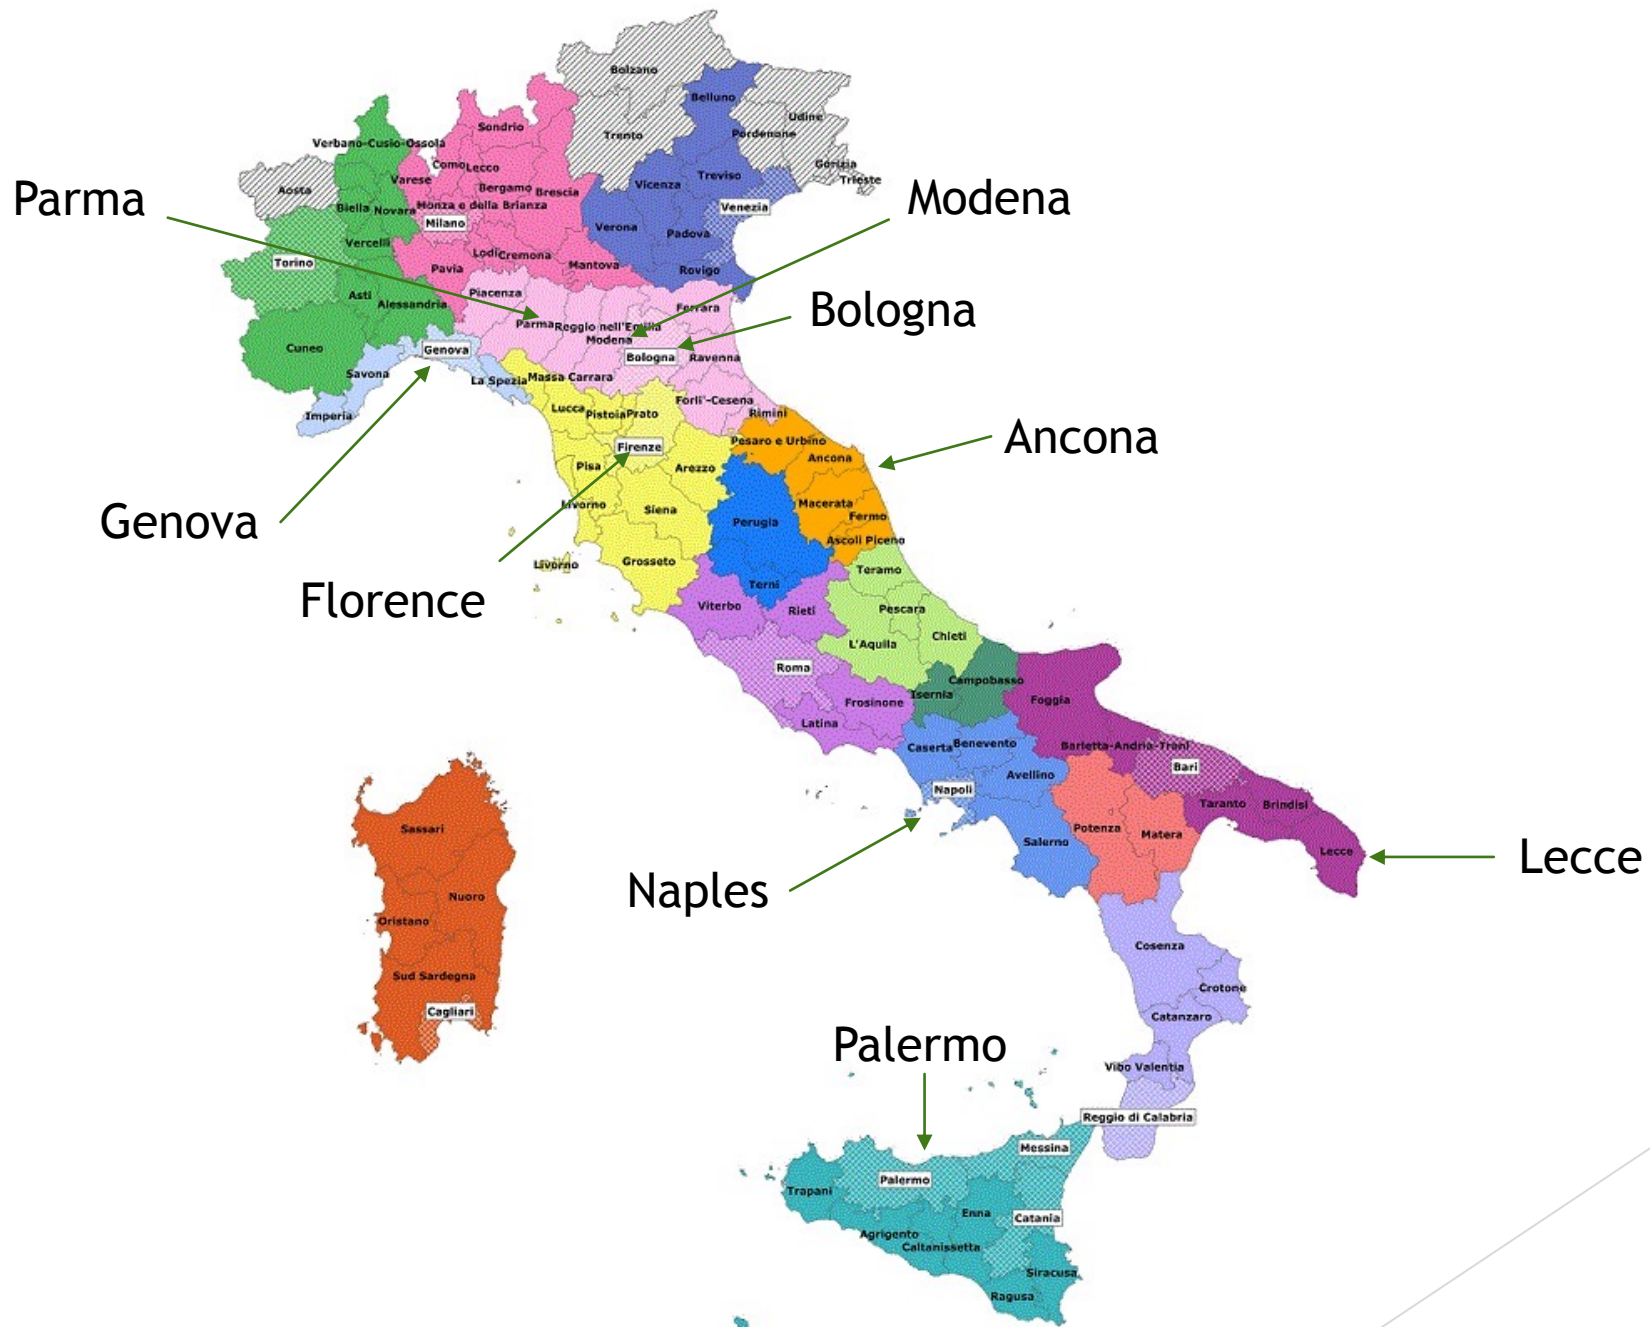 Bolzano
Belluno
Udine
Pordenone
Trento
Sondrio
Verbano-Cusio-Ossola
Como
Lecco
Gorizia
Trieste
Treviso
Vicenza
Varese
Bergamo
Brescia
Aosta
Parma
Modena
Biella
Novara
Monza e della Brianza
Venezia
Milano
Verona
Padova
Vercelli
Lodi
Cremona
Torino
Pavia
Mantova
Rovigo
Asti
Piacenza
Alessandria
Ferrara
Bologna
Parma
Reggio nell'Emilia
Modena
Cuneo
Genova
Bologna
Ravenna
Savona
La Spezia
Massa Carrara
Forli'-Cesena
Imperia
Lucca
Pistoia
Prato
Rimini
Firenze
Pesaro e Urbino
Ancona
Ancona
Pisa
Arezzo
Livorno
Siena
Macerata
Fermo
Perugia
Genova
Ascoli Piceno
Livorno
Grosseto
Teramo
Terni
Florence
Viterbo
Rieti
Pescara
L'Aquila
Chieti
Roma
Campobasso
Isernia
Frosinone
Foggia
Latina
Caserta
Benevento
Barletta-Andria-Trani
Bari
Avellino
Napoli
Taranto
Brindisi
Sassari
Potenza
Matera
Salerno
Lecce
Lecce
Naples
Nuoro
Oristano
Cosenza
Sud Sardegna
Crotone
Cagliari
Catanzaro
Palermo
Vibo Valentia
Reggio di Calabria
Messina
Palermo
Trapani
Enna
Catania
Agrigento
Caltanissetta
Siracusa
Ragusa